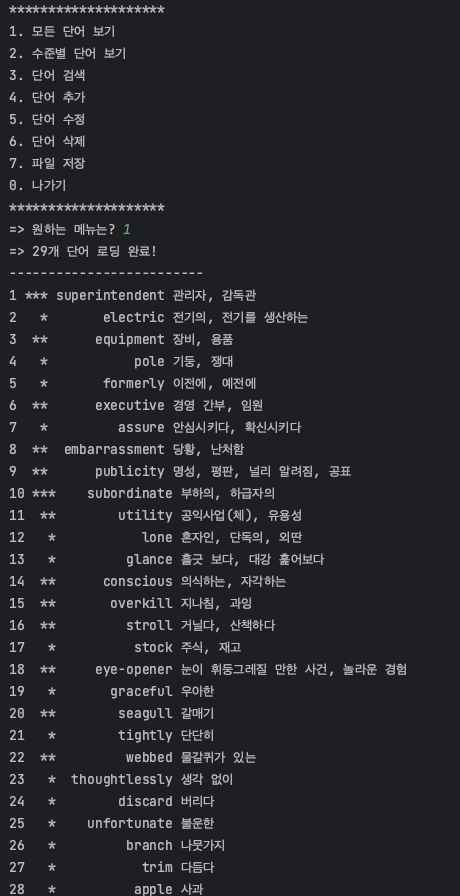 ********************
1. 모든 단어 보기
2. 수준별 단어 보기
3. 단어 검색
4. 단어 추가
5. 단어 수정
6. 단어 삭제
7. 파일 저장
0. 나가기
********************
=> 원하는 메뉴는? 1
=> 29개 단어 로딩 완료!
-------------------------
1 *** superintendent 관리자, 감독관
2 * electric 전기의, 전기를 생산하는
3 ** equipment 장비, 용품
4 * pole 기둥, 쟁대
5 * formerly 이전에, 예전에
6 ** executive 경영 간부, 임원
7 * assure 안심시키다, 확신시키다
8 ** embarrassment 당황, 난처함
9 ** publicity 명성, 평판, 널리 알려짐, 공표
10 *** subordinate 부하의, 하급자의
11 ** utility 공익사업(체), 유용성
12 * lone 혼자인, 단독의, 외딴
13 * glance 흘긋 보다, 대강 훑어보다
14 ** conscious 의식하는, 자각하는
15 ** overkill 지나침, 과잉
16 ** stroll 거닐다, 산책하다
17 * stock 주식, 재고
18 ** eye-opener 눈이 휘둥그레질 만한 사건, 놀라운 경험
19 * graceful 우아한
20 ** seagull 갈매기
21 * tightly 단단히
22 ** webbed 물갈퀴가 있는
23 * thoughtlessly 생각 없이
24 * discard 버리다
25 * unfortunate 불운한
26 * branch 나뭇가지
27 * trim 다듬다
28 * apple 사과